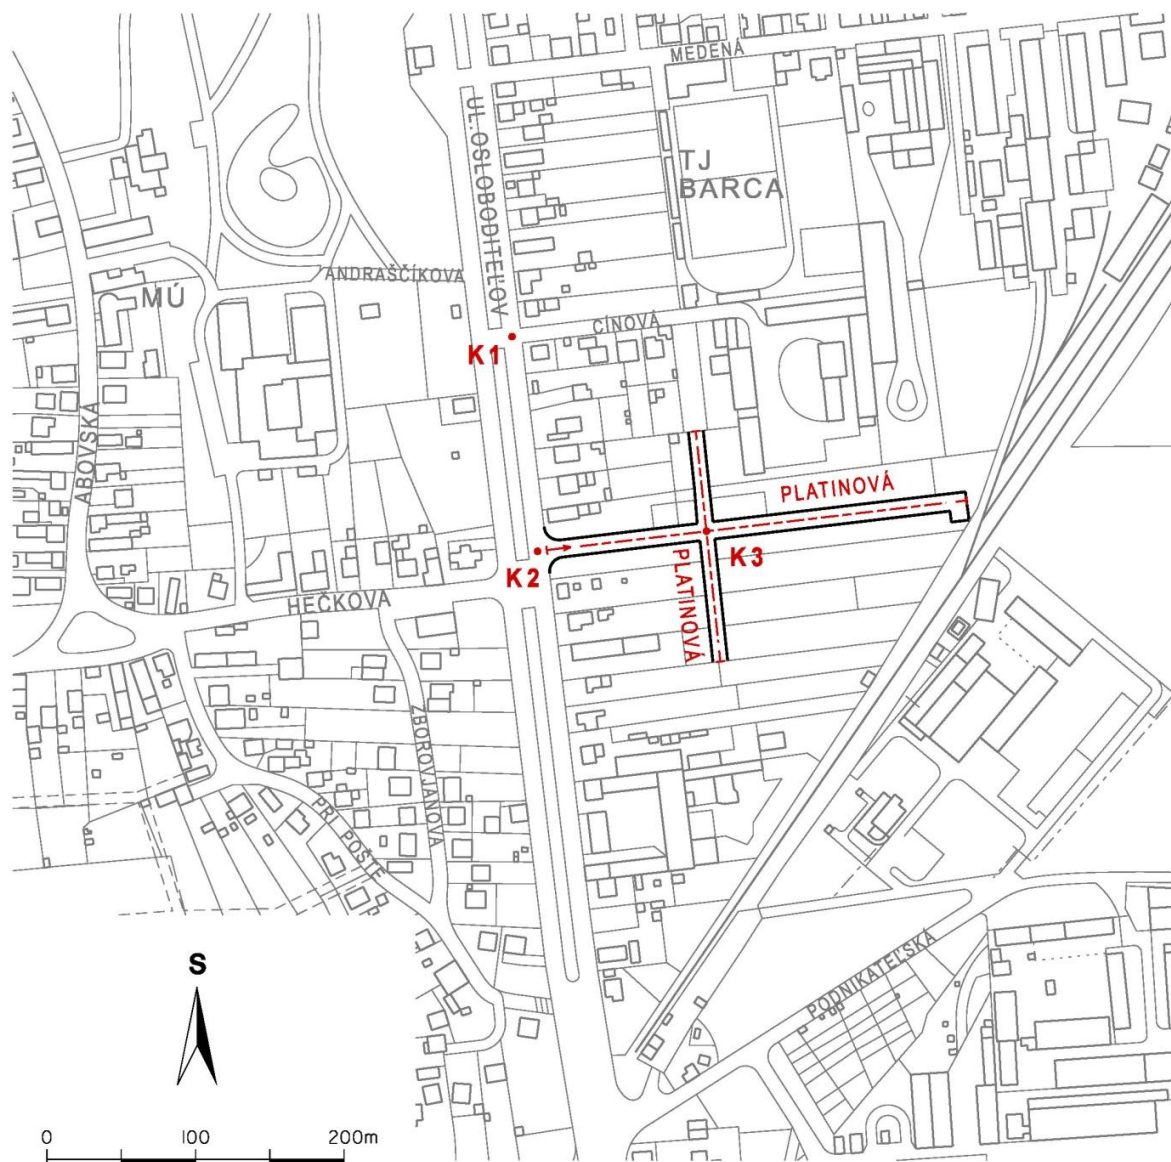 MEDENÁ
UL. OSLOBODITEĽOV
TJ
BARCA
ANDRAŠČÍKOVA
MÚ
CÍNOVÁ
K1
ABOVSKÁ
PLATINOVÁ
K3
K2
PLATINOVÁ
HEČKOVA
ZBOROVJANOVA
PRI POŠTE
PODNIKATEĽSKÁ
S
0 100 200m